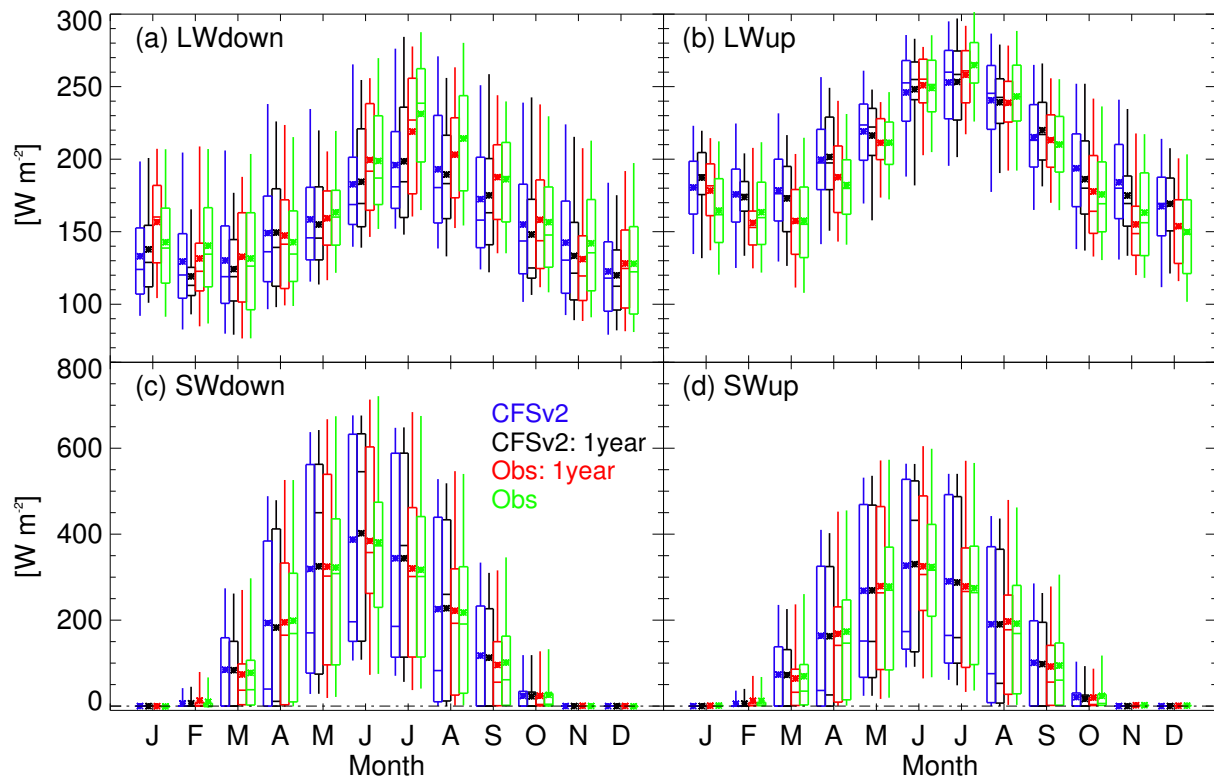 (a) LWdown
(b) LWup
300
250
200
150
100
[W m⁻²]
(c) SWdown
(d) SWup
800
600
400
200
0
[W m⁻²]
CFSv2
CFSv2: 1year
Obs: 1year
Obs
J F M A M J J A S O N D
J F M A M J J A S O N D
Month
Month